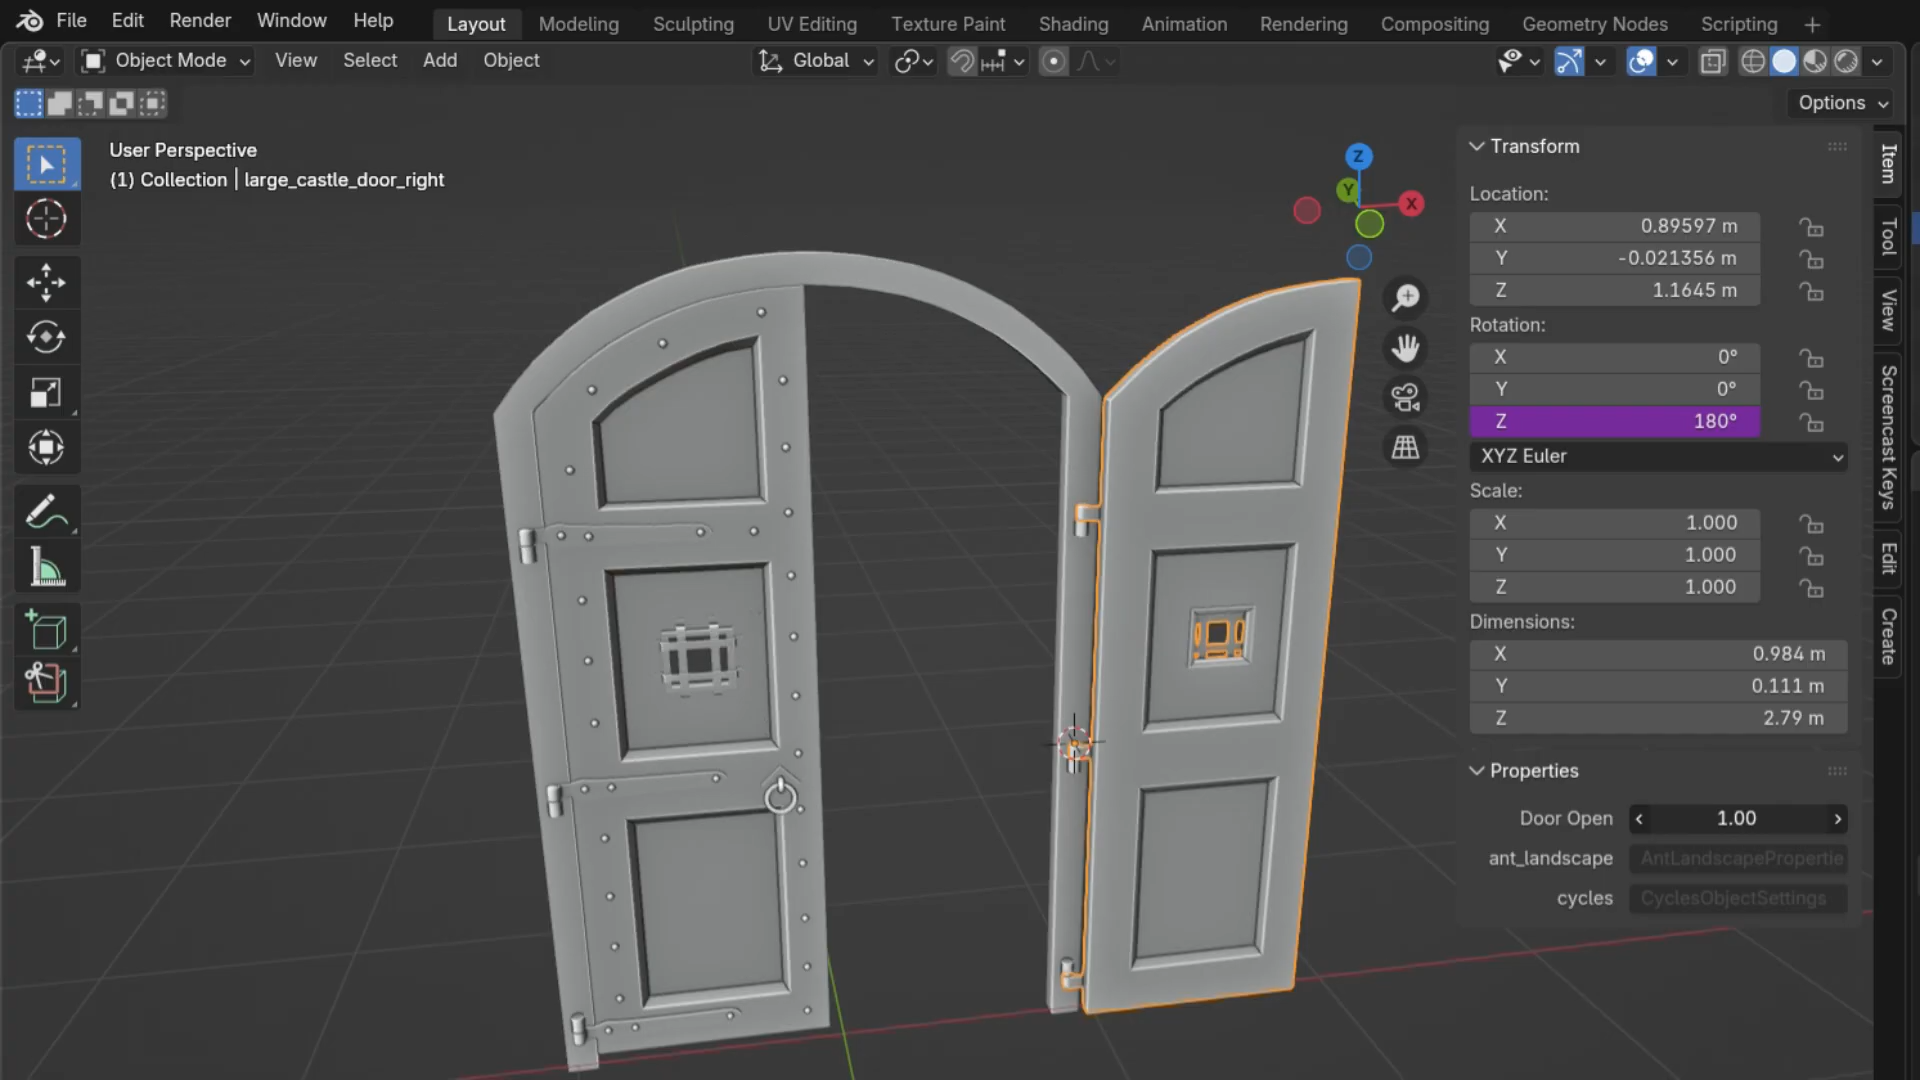 File Edit Render Window Help Layout Modeling Sculpting UV Editing Texture Paint Shading Animation Rendering Compositing Geometry Nodes Scripting +
Object Mode View Select Add Object Global
Options
User Perspective
(1) Collection | large_castle_door_right
Z
Y
X
Transform
Location:
X 0.89597 m
Y -0.021356 m
Z 1.1645 m
Rotation:
X 0°
Y 0°
Z 180°
XYZ Euler
Scale:
X 1.000
Y 1.000
Z 1.000
Dimensions:
X 0.984 m
Y 0.111 m
Z 2.79 m
Properties
Door Open < 1.00 >
ant_landscape AntLandscapePropertie
cycles CyclesObjectSettings
Item
Tool
View
Screencast Keys
Edit
Create